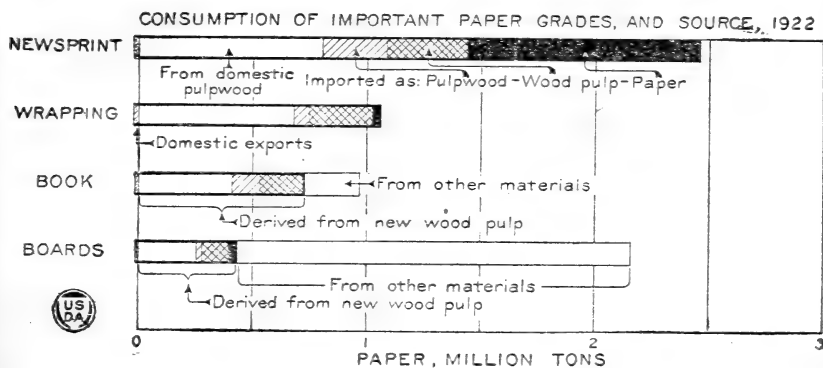 CONSUMPTION OF IMPORTANT PAPER GRADES, AND SOURCE, 1922
NEWSPRINT
From domestic
pulpwood
Imported as: Pulpwood-Wood pulp-Paper
WRAPPING
Domestic exports
BOOK
From other materials
Derived from new wood pulp
BOARDS
From other materials
Derived from new wood pulp
US
DA
0 1 2 3
PAPER, MILLION TONS